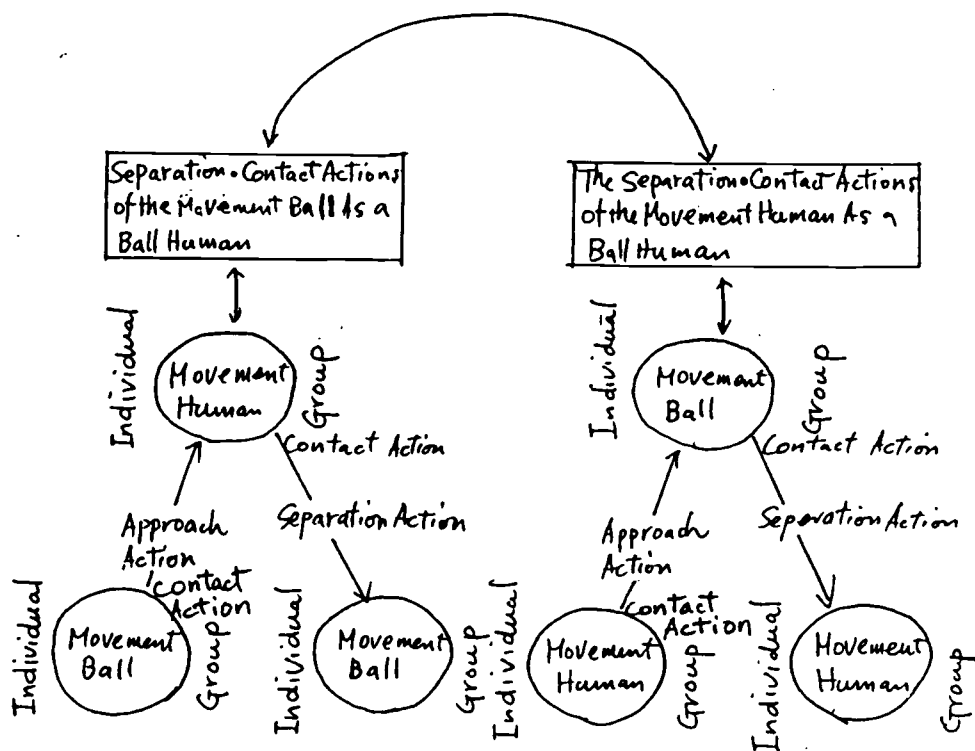 Separation•Contact Actions
of the Movement Ball As a
Ball Human
The Separation•Contact Actions
of the Movement Human As a
Ball Human
Individual
Movement
Human
Group
Contact Action
Approach
Action
Contact
Action
Separation Action
Individual
Movement
Ball
Group
Individual
Movement
Ball
Group
Individual
Movement
Ball
Group
Contact Action
Approach
Action
Contact
Action
Seperation Action
Individual
Movement
Human
Group
Individual
Movement
Human
Group